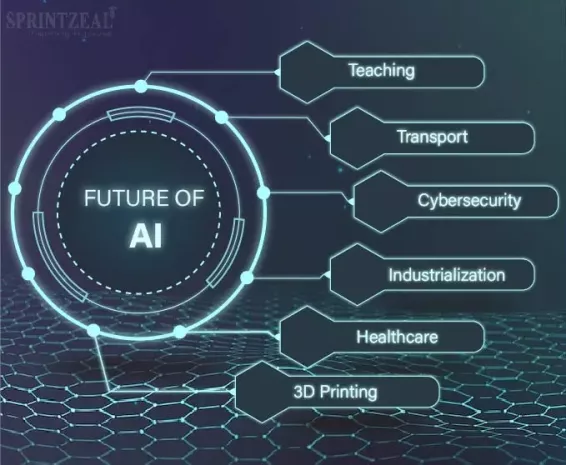 SPRINTZEAL
FUTURE OF
AI
Teaching
Transport
Cybersecurity
Industrialization
Healthcare
3D Printing